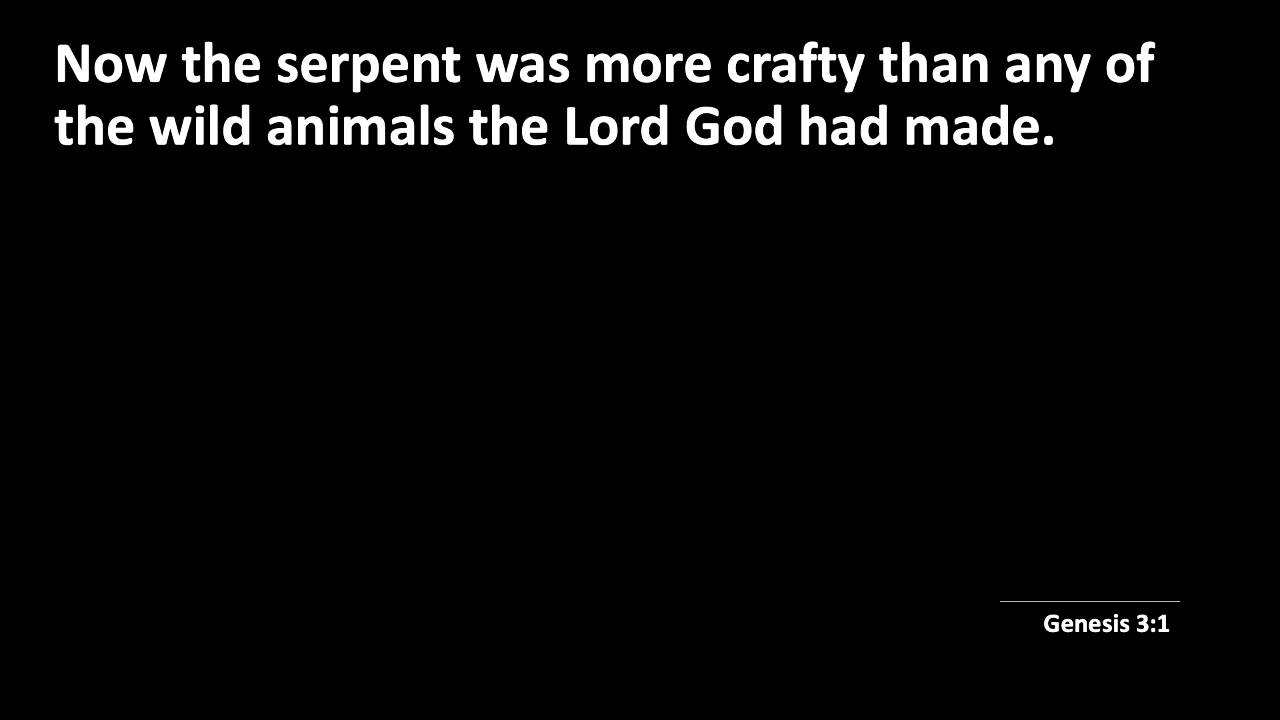 Now the serpent was more crafty than any of
the wild animals the Lord God had made.
Genesis 3:1